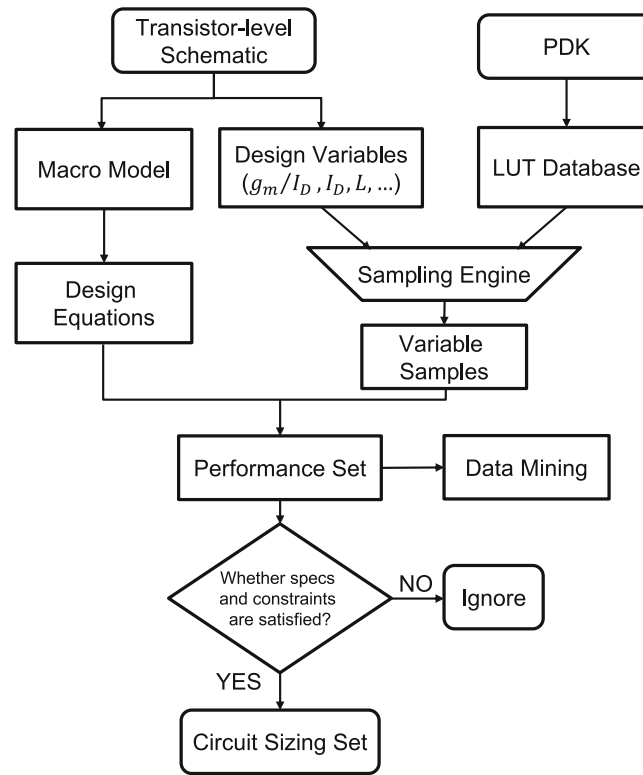 Transistor-level
Schematic
PDK
Macro Model
Design Variables
(g_m/I_D , I_D, L, ...)
LUT Database
Design
Equations
Sampling Engine
Variable
Samples
Performance Set
Data Mining
Whether specs
and constraints
are satisfied?
NO
Ignore
YES
Circuit Sizing Set